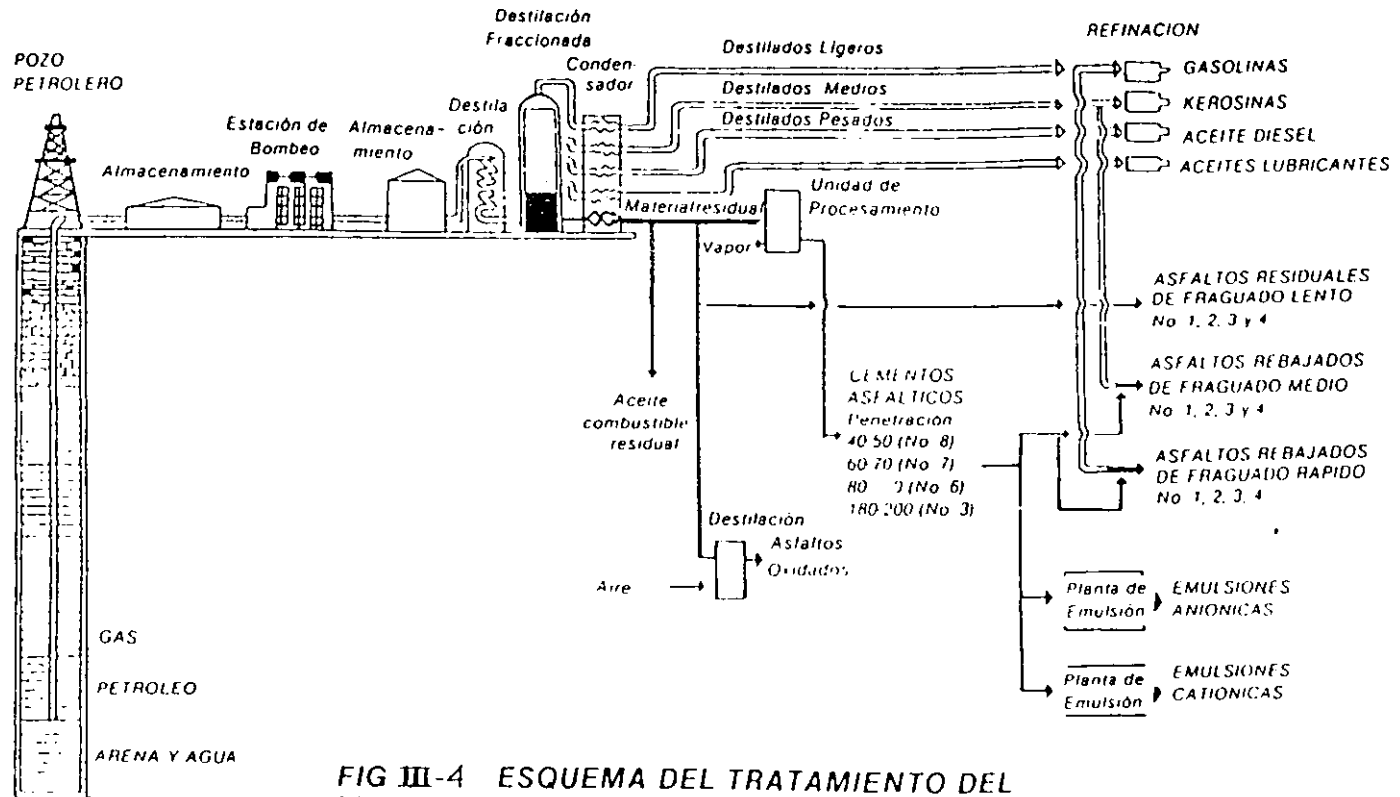 POZO
PETROLERO
Almacenamiento
Estación de
Bombeo
Almacena-
miento
Destila
ción
Destilación
Fraccionada
Conden-
sador
Destilados Ligeros
Destilados Medios
Destilados Pesados
Material residual
Vapor
Unidad de
Procesamiento
REFINACION
GASOLINAS
KEROSINAS
ACEITE DIESEL
ACEITES LUBRICANTES
ASFALTOS RESIDUALES
DE FRAGUADO LENTO
No 1, 2, 3 y 4
ASFALTOS REBAJADOS
DE FRAGUADO MEDIO
No 1, 2, 3 y 4
ASFALTOS REBAJADOS
DE FRAGUADO RAPIDO
No 1, 2, 3, 4
Aceite
combustible
residual
CEMENTOS
ASFALTICOS
Penetración
40-50 (No 8)
60-70 (No 7)
80 (No 6)
180-200 (No 3)
Destilación
Asfaltos
Oxidados
Aire
Planta de
Emulsión
EMULSIONES
ANIONICAS
Planta de
Emulsión
EMULSIONES
CATIONICAS
GAS
PETROLEO
ARENA Y AGUA
FIG III-4 ESQUEMA DEL TRATAMIENTO DEL